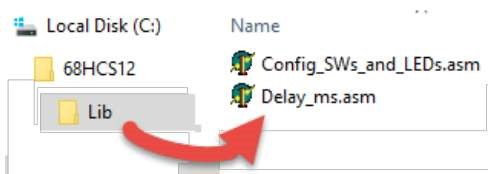 Local Disk (C:)
68HCS12
Lib
Name
Config_SWs_and_LEDs.asm
Delay_ms.asm